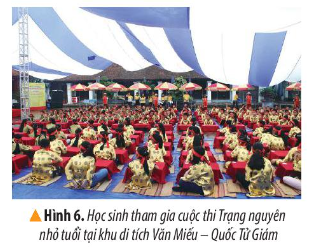 ▲ Hình 6. Học sinh tham gia cuộc thi Trạng nguyên
nhỏ tuổi tại khu di tích Văn Miếu – Quốc Tử Giám